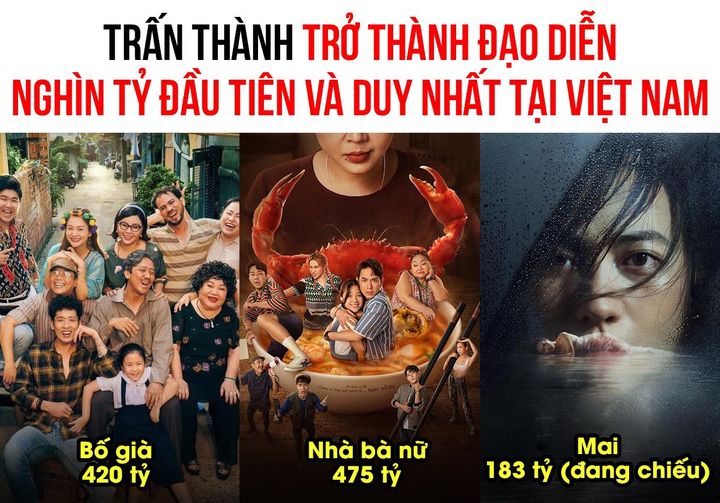 TRẤN THÀNH TRỞ THÀNH ĐẠO DIỄN
NGHÌN TỶ ĐẦU TIÊN VÀ DUY NHẤT TẠI VIỆT NAM
Bố già
420 tỷ
Nhà bà nữ
475 tỷ
Mai
183 tỷ (đang chiếu)